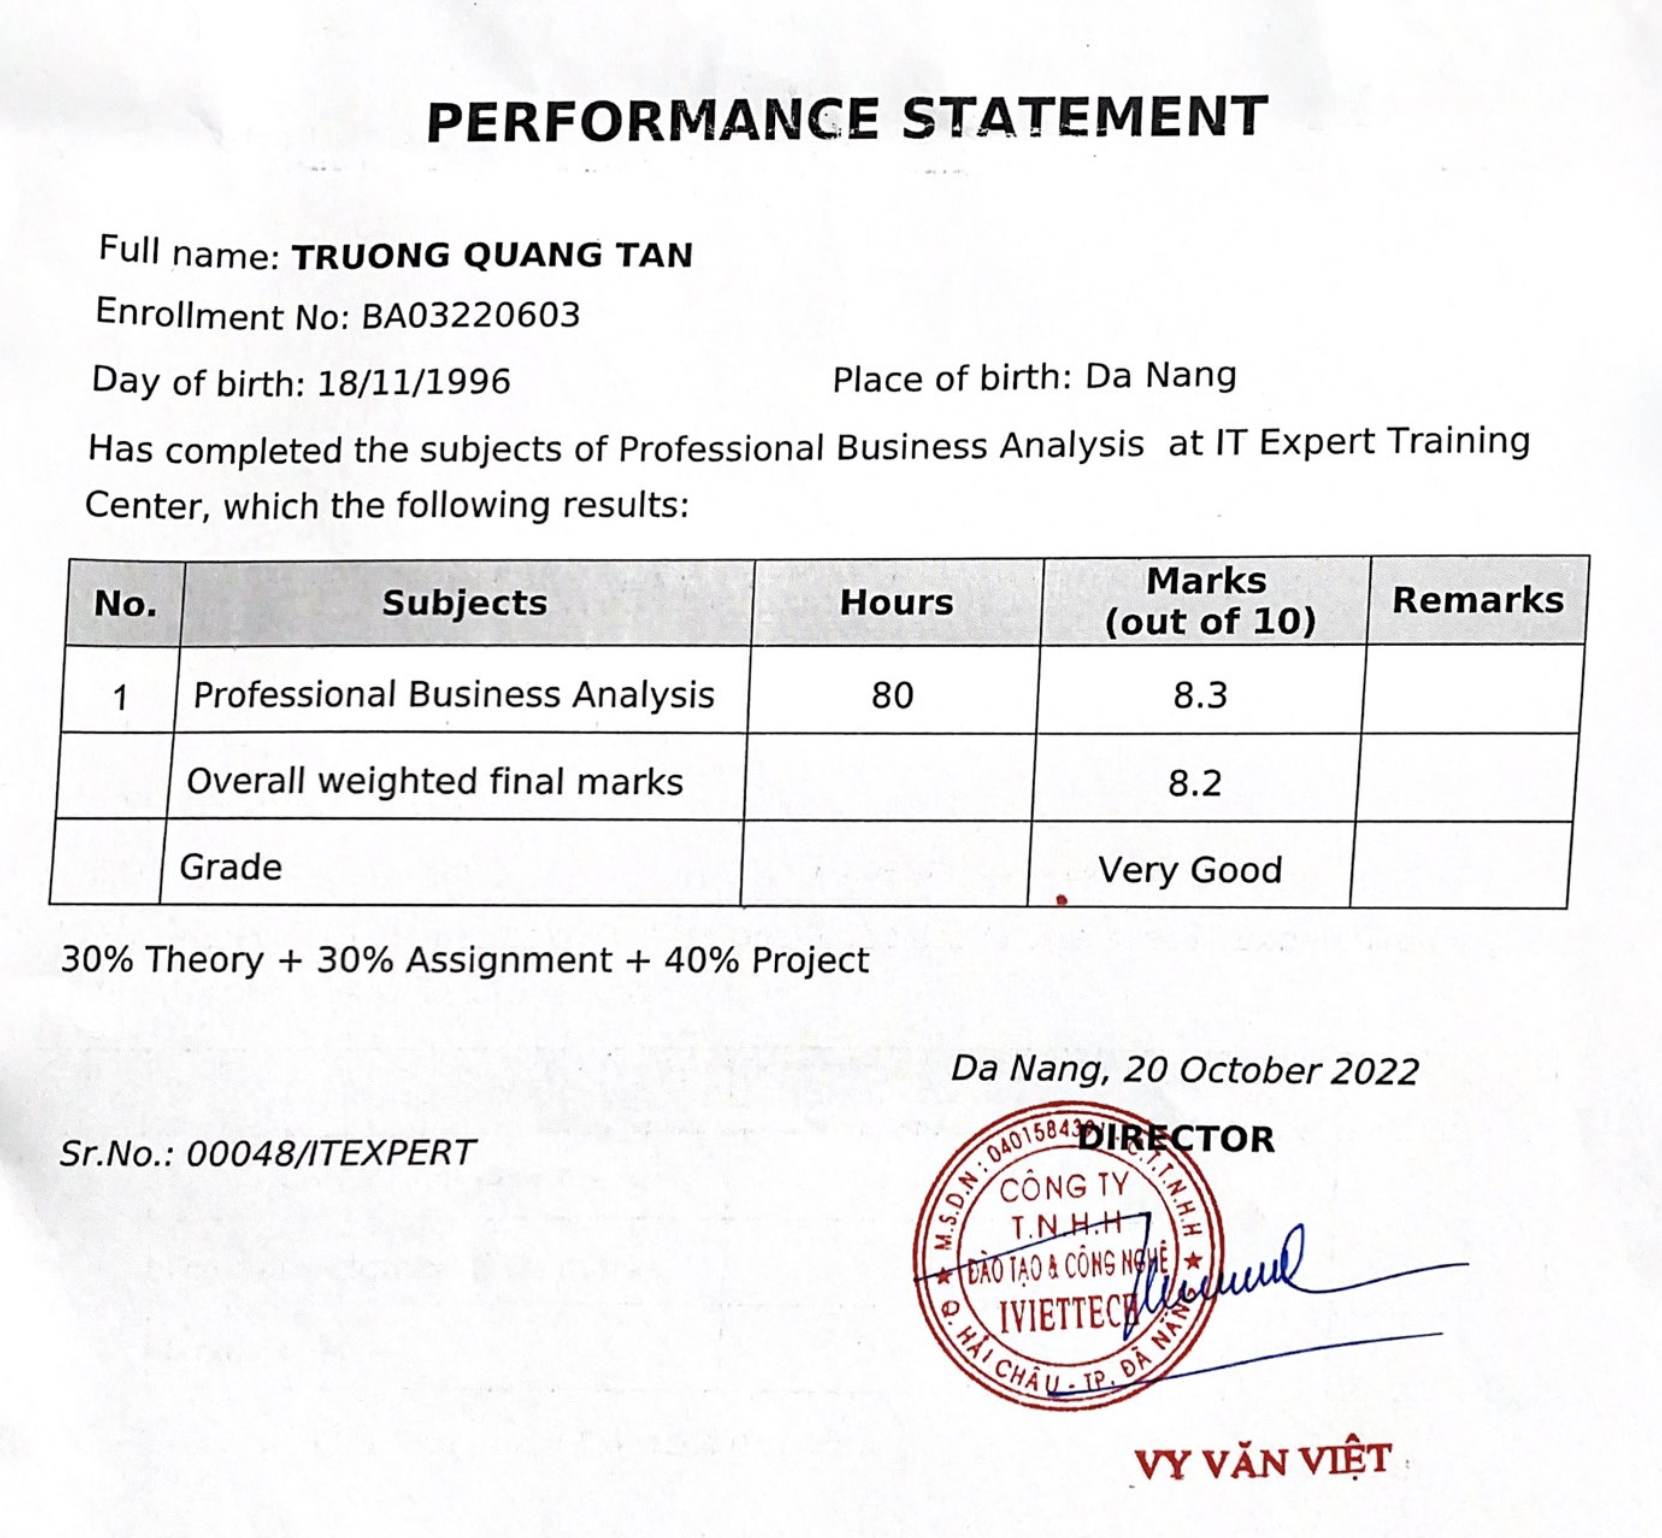 PERFORMANCE STATEMENT
Full name: TRUONG QUANG TAN
Enrollment No: BA03220603
Day of birth: 18/11/1996 Place of birth: Da Nang
Has completed the subjects of Professional Business Analysis at IT Expert Training
Center, which the following results:
No. Subjects Hours Marks (out of 10) Remarks
1 Professional Business Analysis 80 8.3
Overall weighted final marks 8.2
Grade Very Good
30% Theory + 30% Assignment + 40% Project
Da Nang, 20 October 2022
Sr.No.: 00048/ITEXPERT
DIRECTOR
M.S.D.N: C.T.T.N.H.H
CÔNG TY
T.N.H.H
ĐÀO TẠO & CÔNG NGHỆ
IVIETTECH
Q. HẢI CHÂU - TP. ĐÀ NẴNG
VY VĂN VIỆT